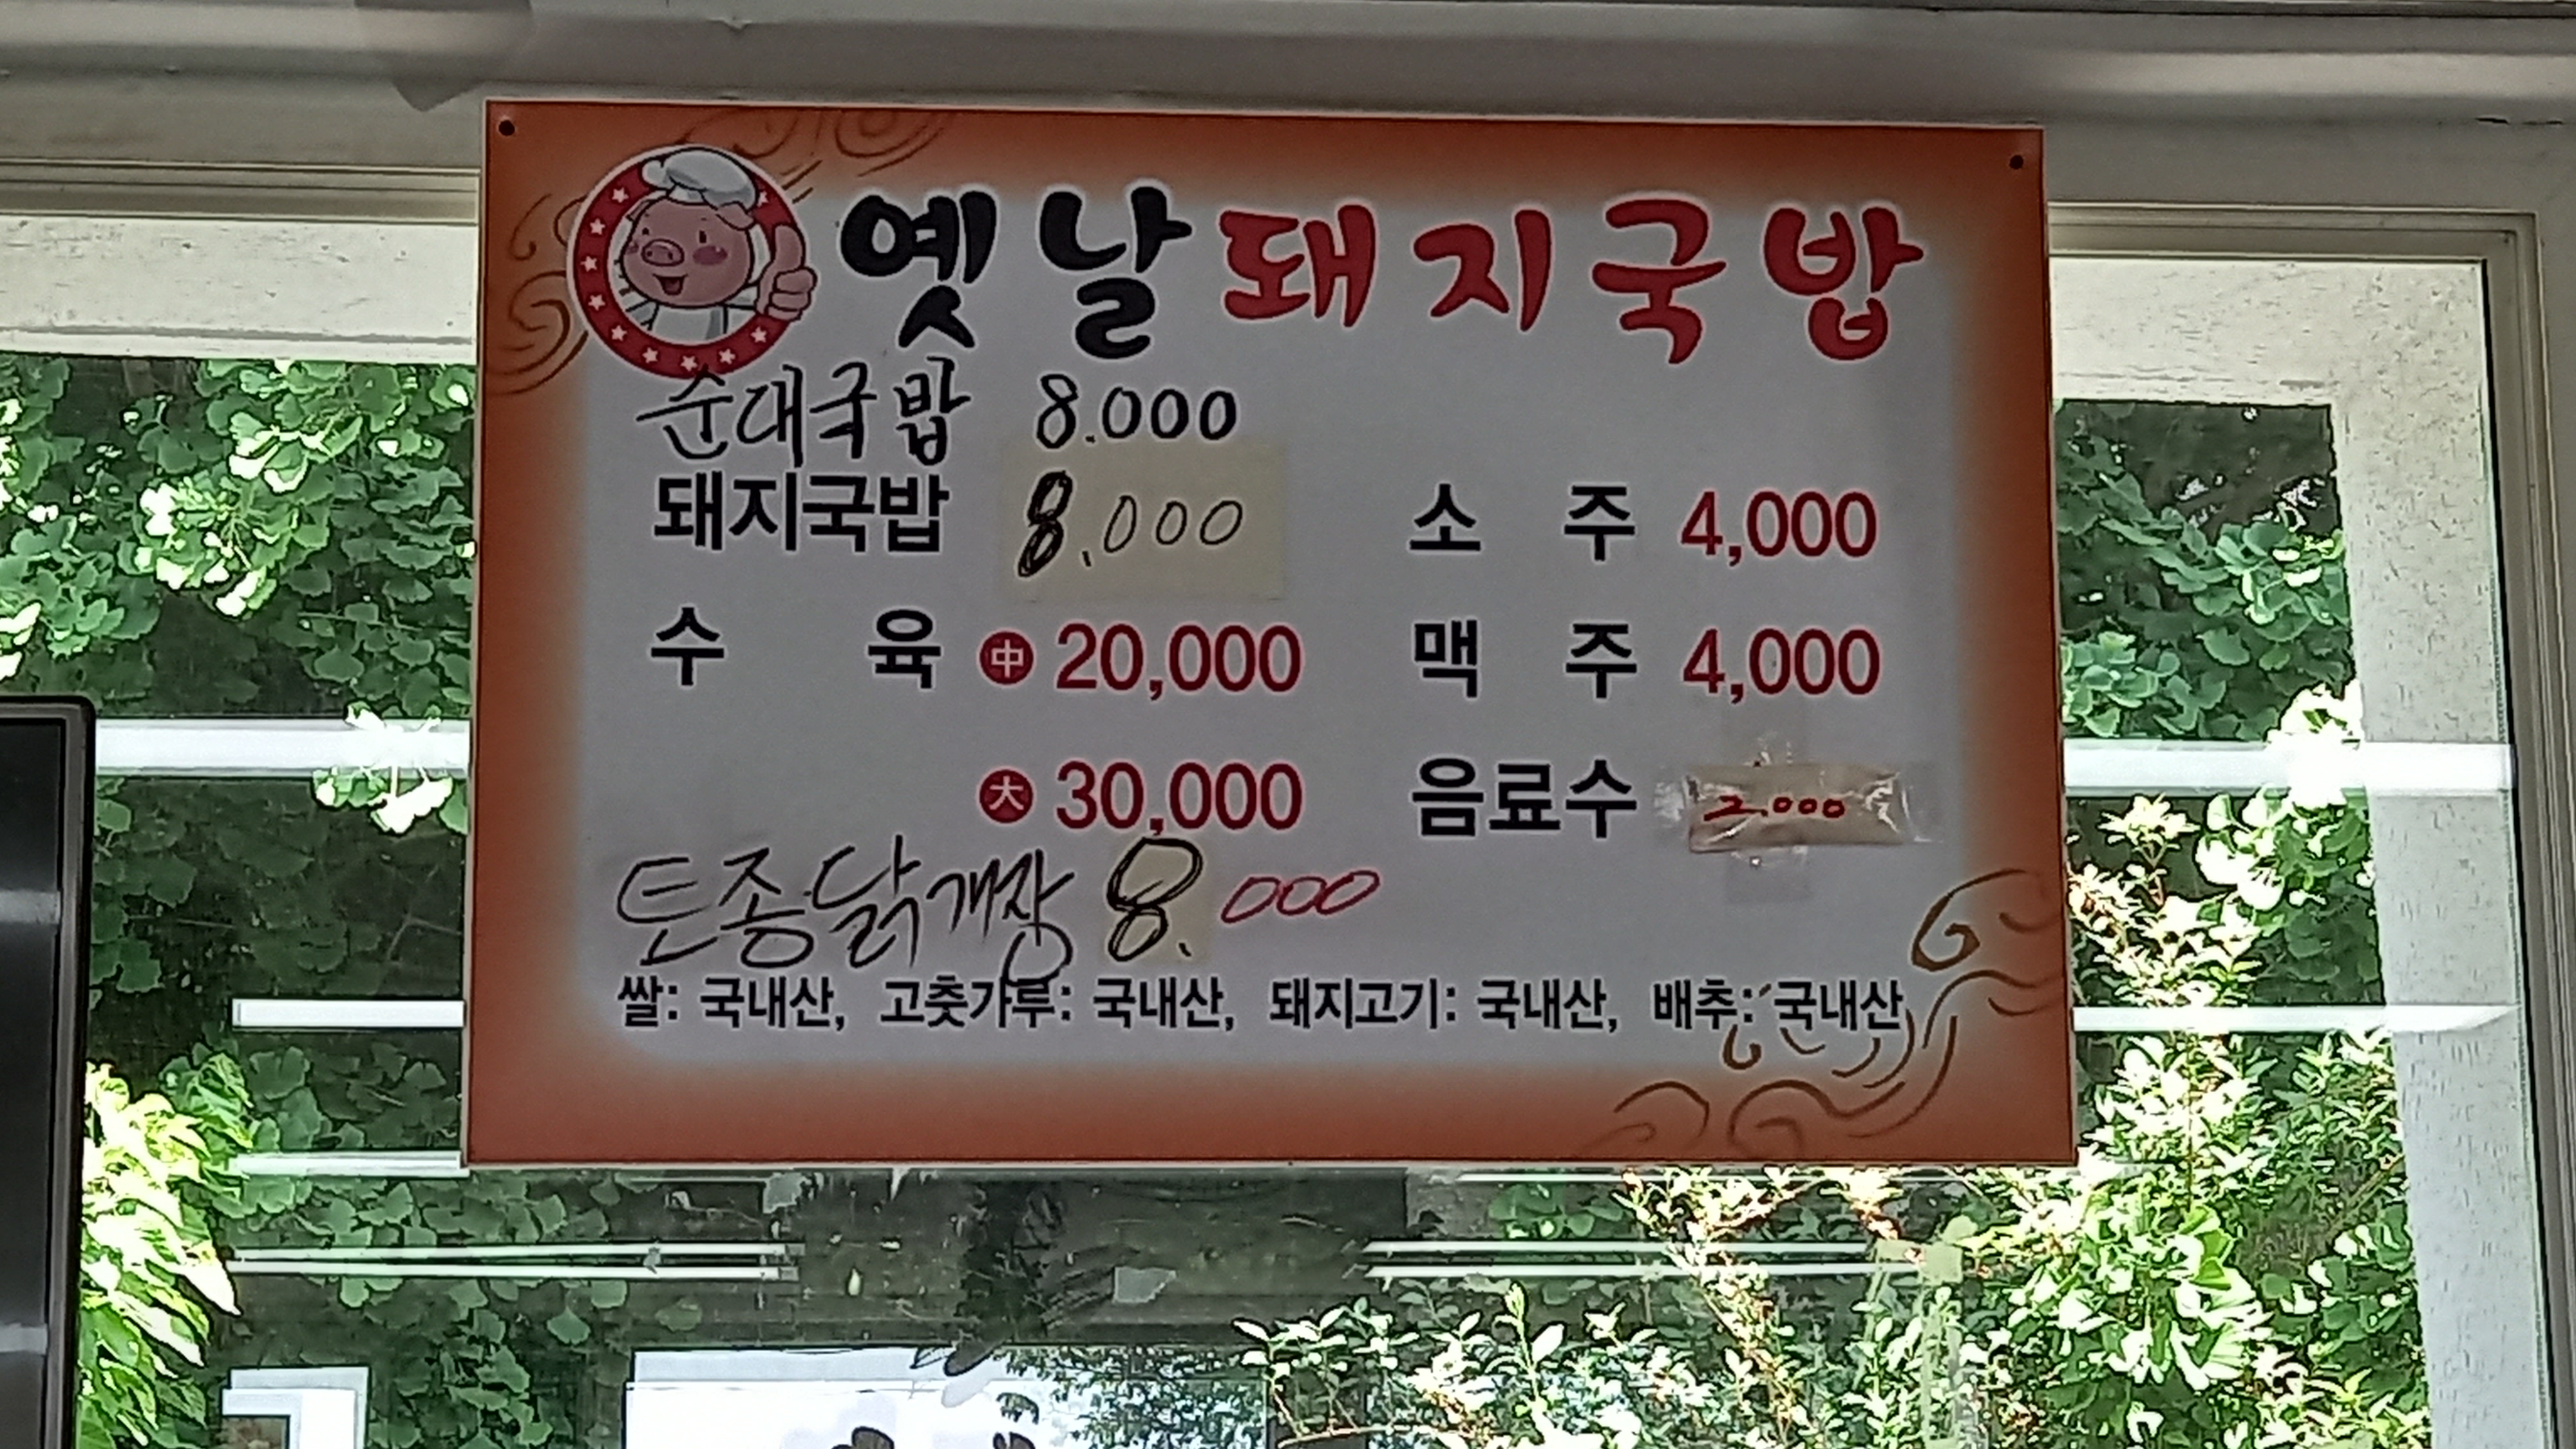 옛날돼지국밥
순대국밥 8.000
돼지국밥 8.000 소주 4,000
수육 中 20,000 맥주 4,000
大 30,000 음료수 2.000
토종닭개장 8.000
쌀: 국내산, 고춧갸루: 국내산, 돼지고기: 국내산, 배추: 국내산